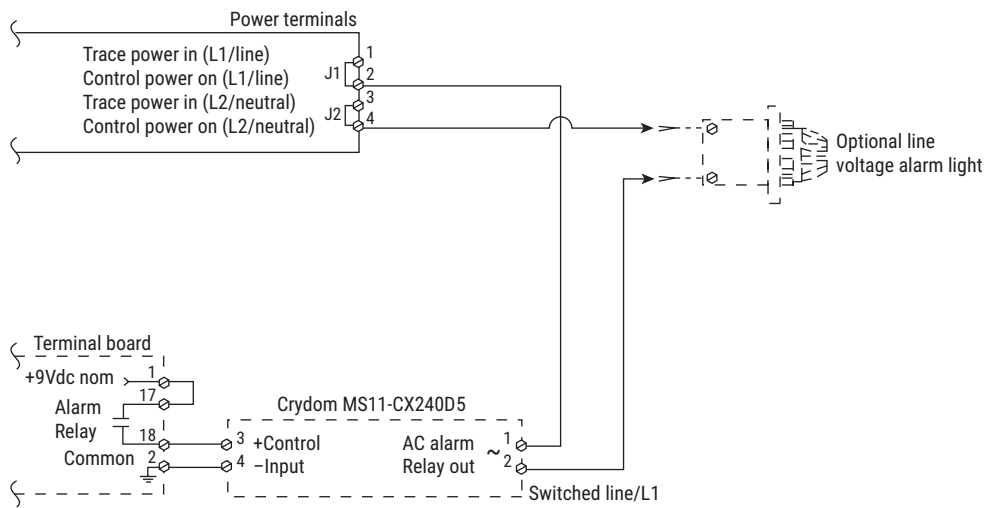 Power terminals
Trace power in (L1/line)
Control power on (L1/line)
Trace power in (L2/neutral)
Control power on (L2/neutral)
J1
J2
1
2
3
4
Optional line
voltage alarm light
Terminal board
+9Vdc nom
1
17
Alarm
Relay
18
Common
2
Crydom MS11-CX240D5
3
+Control
4
–Input
AC alarm
Relay out
~
1
2
Switched line/L1